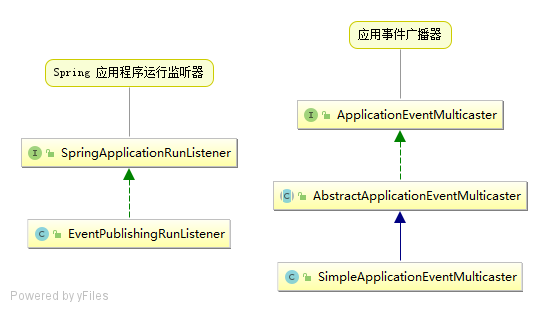 应用事件广播器
Spring 应用程序运行监听器
I ApplicationEventMulticaster
I SpringApplicationRunListener
C AbstractApplicationEventMulticaster
C EventPublishingRunListener
C SimpleApplicationEventMulticaster
Powered by yFiles